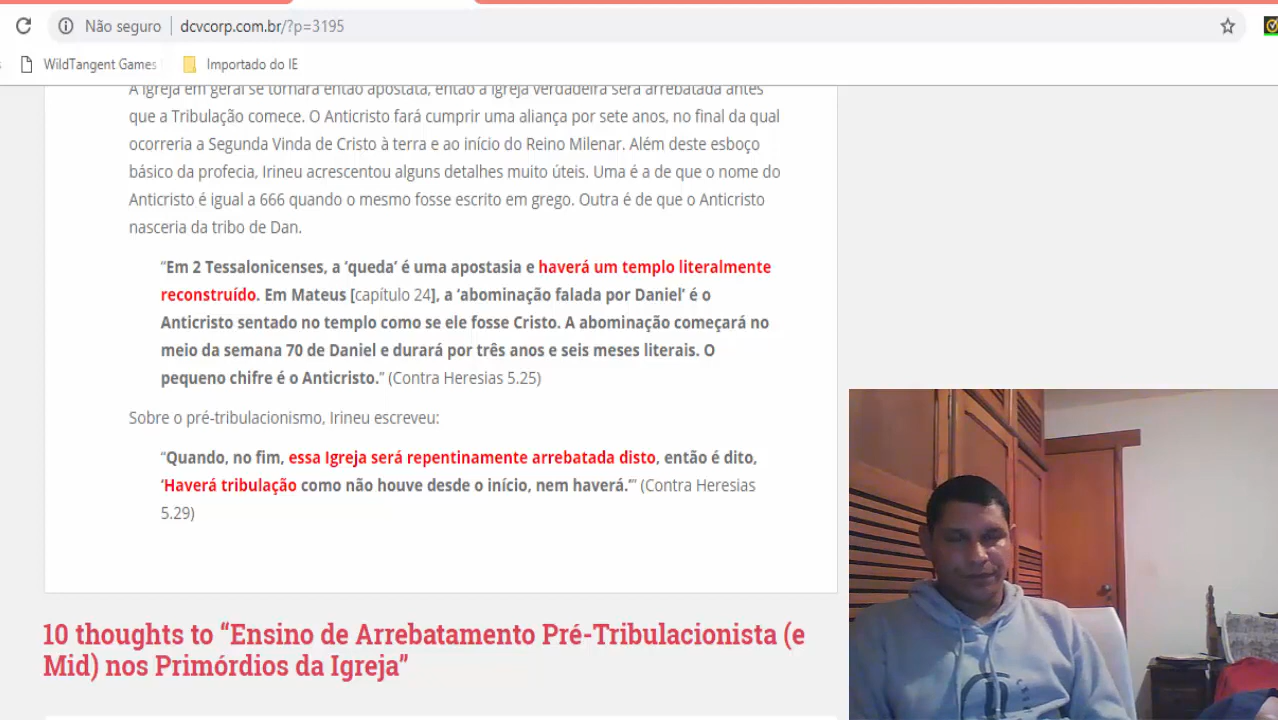 Não seguro
dcvcorp.com.br/?p=3195
WildTangent Games
Importado do IE
A Igreja em geral se tornará então apóstata, então a Igreja verdadeira será arrebatada antes
que a Tribulação comece. O Anticristo fará cumprir uma aliança por sete anos, no final da qual
ocorreria a Segunda Vinda de Cristo à terra e ao início do Reino Milenar. Além deste esboço
básico da profecia, Irineu acrescentou alguns detalhes muito úteis. Uma é a de que o nome do
Anticristo é igual a 666 quando o mesmo fosse escrito em grego. Outra é de que o Anticristo
nasceria da tribo de Dan.
“Em 2 Tessalonicenses, a ‘queda’ é uma apostasia e haverá um templo literalmente
reconstruído. Em Mateus [capítulo 24], a ‘abominação falada por Daniel’ é o
Anticristo sentado no templo como se ele fosse Cristo. A abominação começará no
meio da semana 70 de Daniel e durará por três anos e seis meses literais. O
pequeno chifre é o Anticristo.” (Contra Heresias 5.25)
Sobre o pré-tribulacionismo, Irineu escreveu:
“Quando, no fim, essa Igreja será repentinamente arrebatada disto, então é dito,
‘Haverá tribulação como não houve desde o início, nem haverá.’” (Contra Heresias
5.29)
10 thoughts to “Ensino de Arrebatamento Pré-Tribulacionista (e
Mid) nos Primórdios da Igreja”